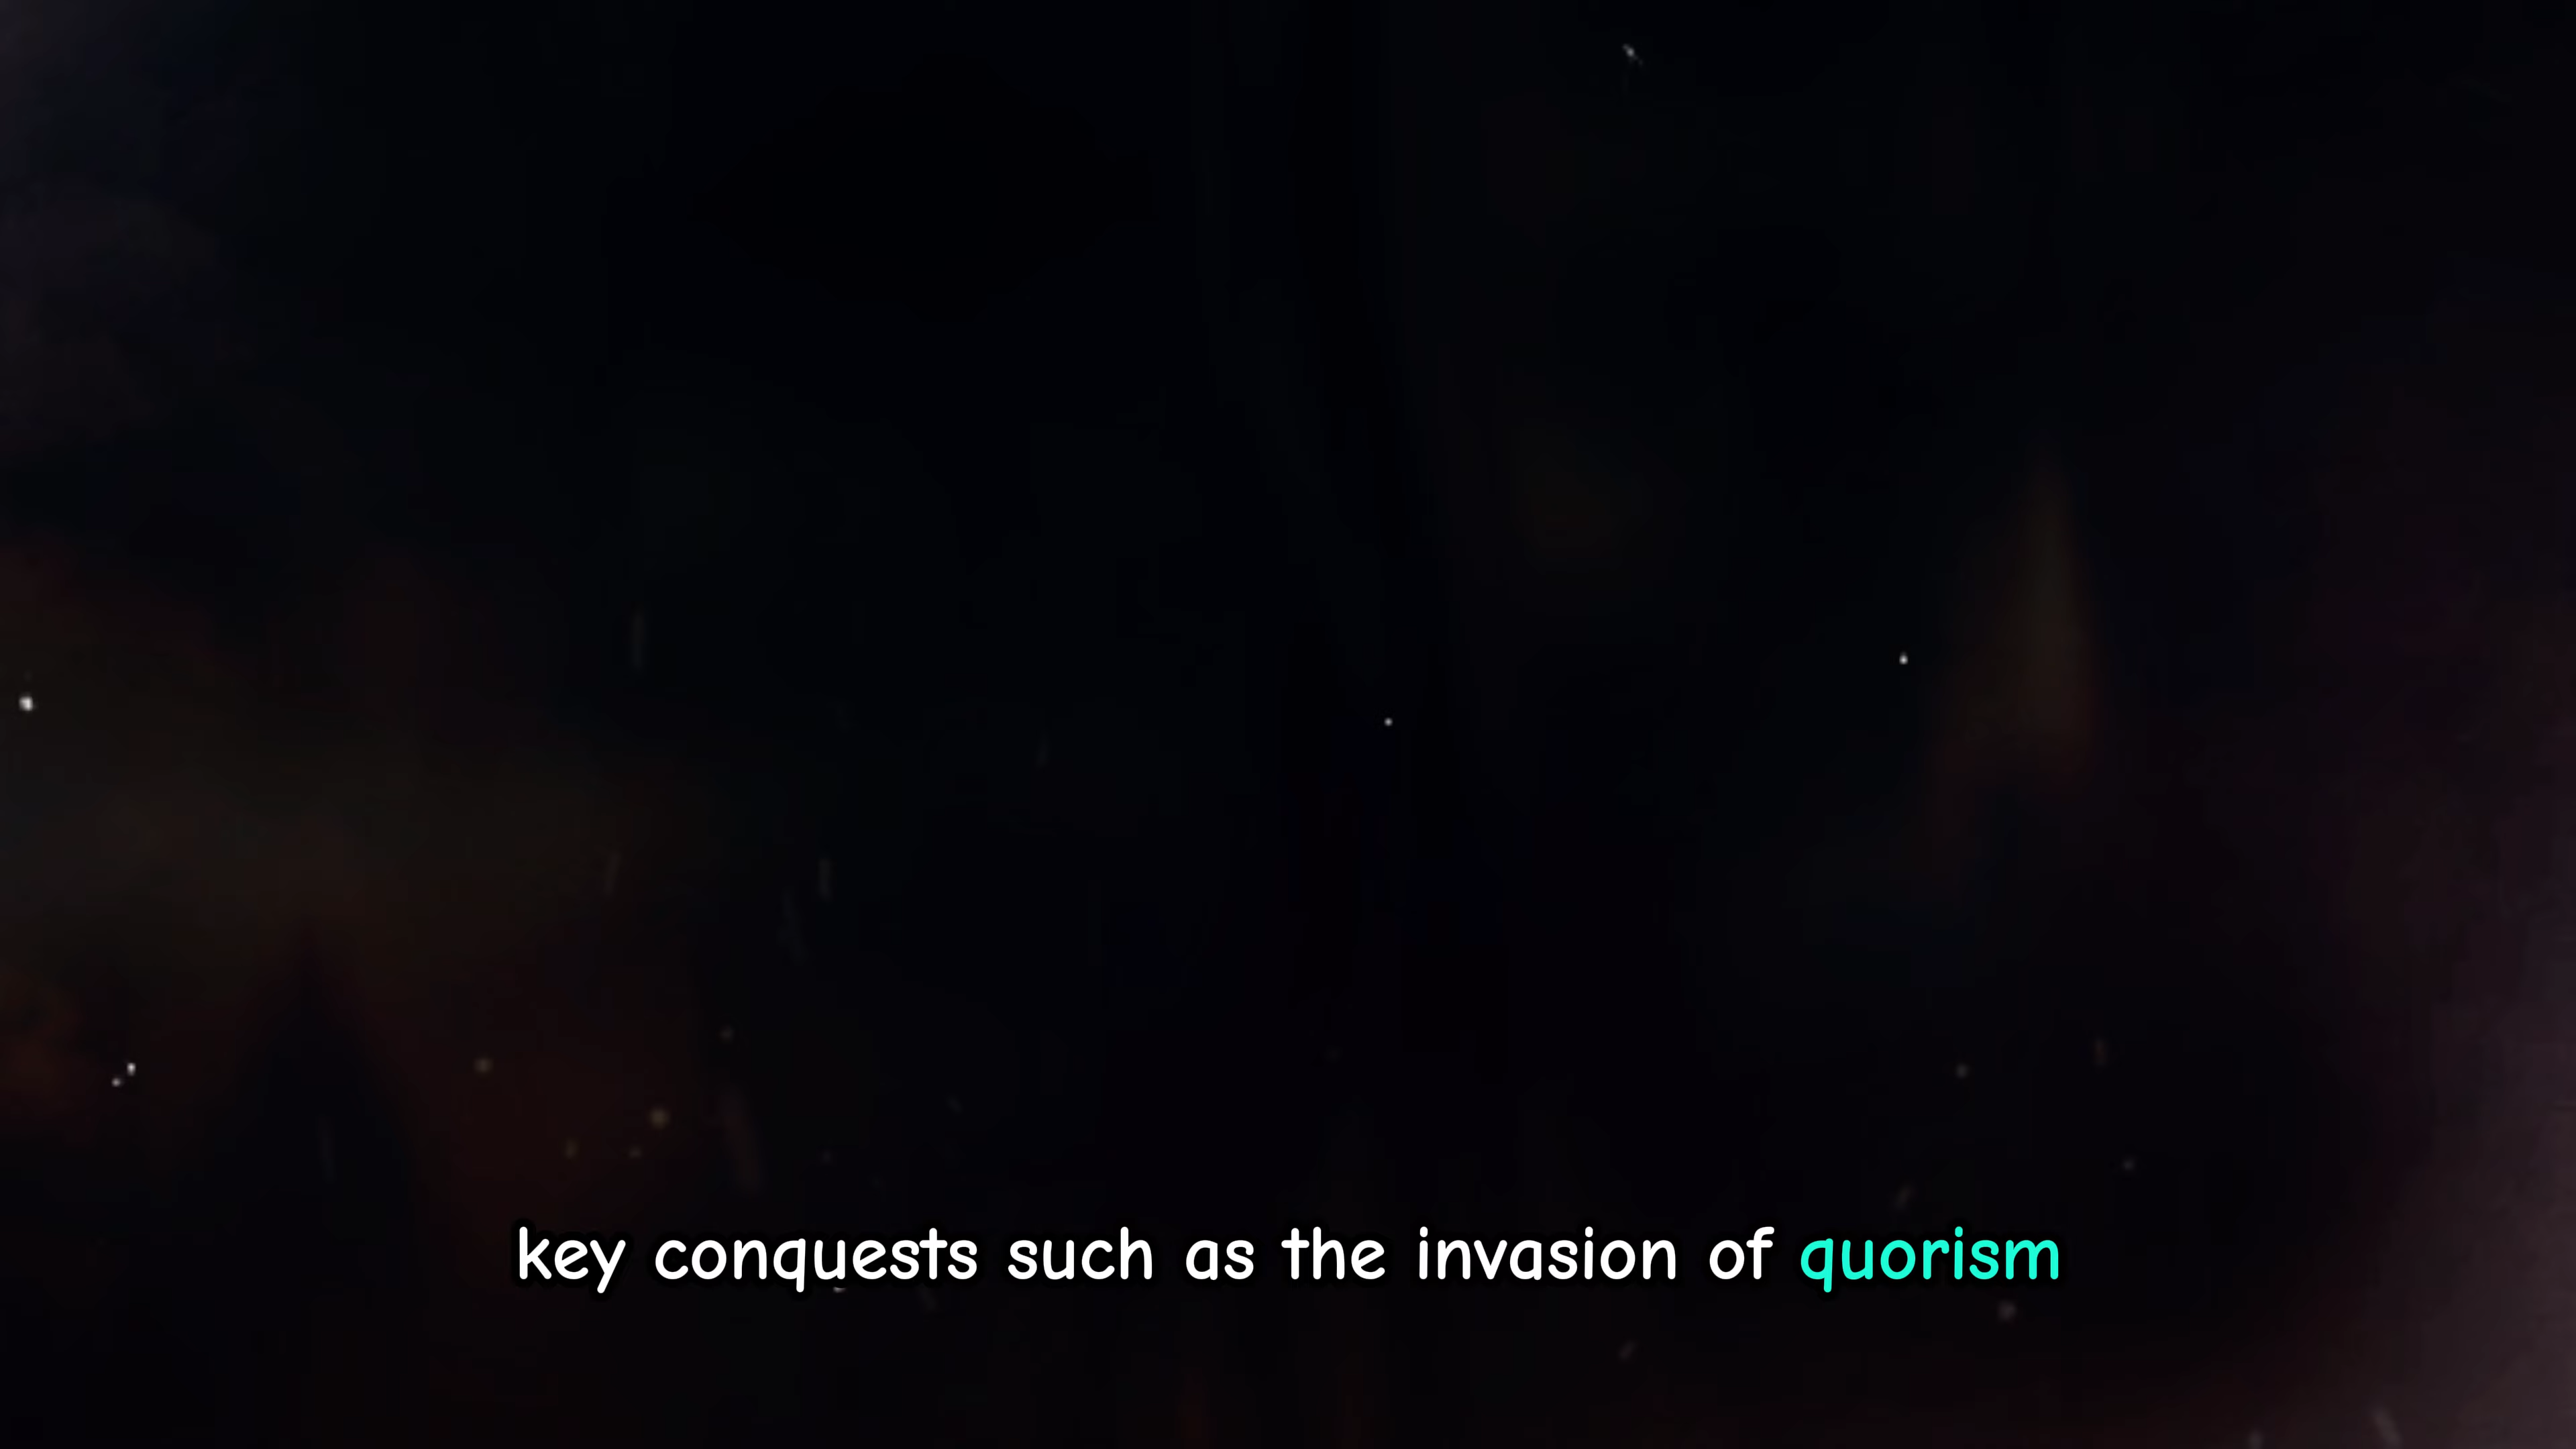 key conquests such as the invasion of quorism